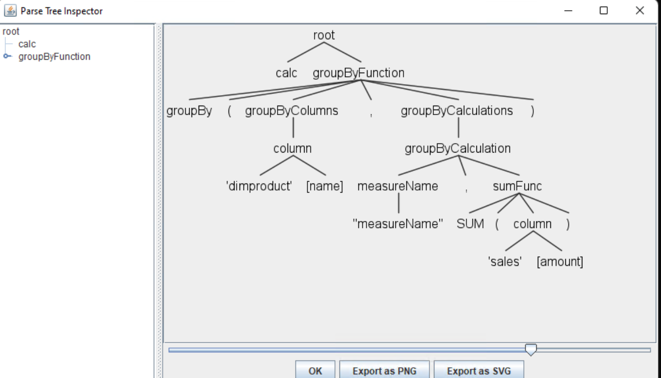 Parse Tree Inspector
root
calc
groupByFunction
root
calc groupByFunction
groupBy ( groupByColumns , groupByCalculations )
column groupByCalculation
'dimproduct' [name] measureName , sumFunc
"measureName" SUM ( column )
'sales' [amount]
OK Export as PNG Export as SVG